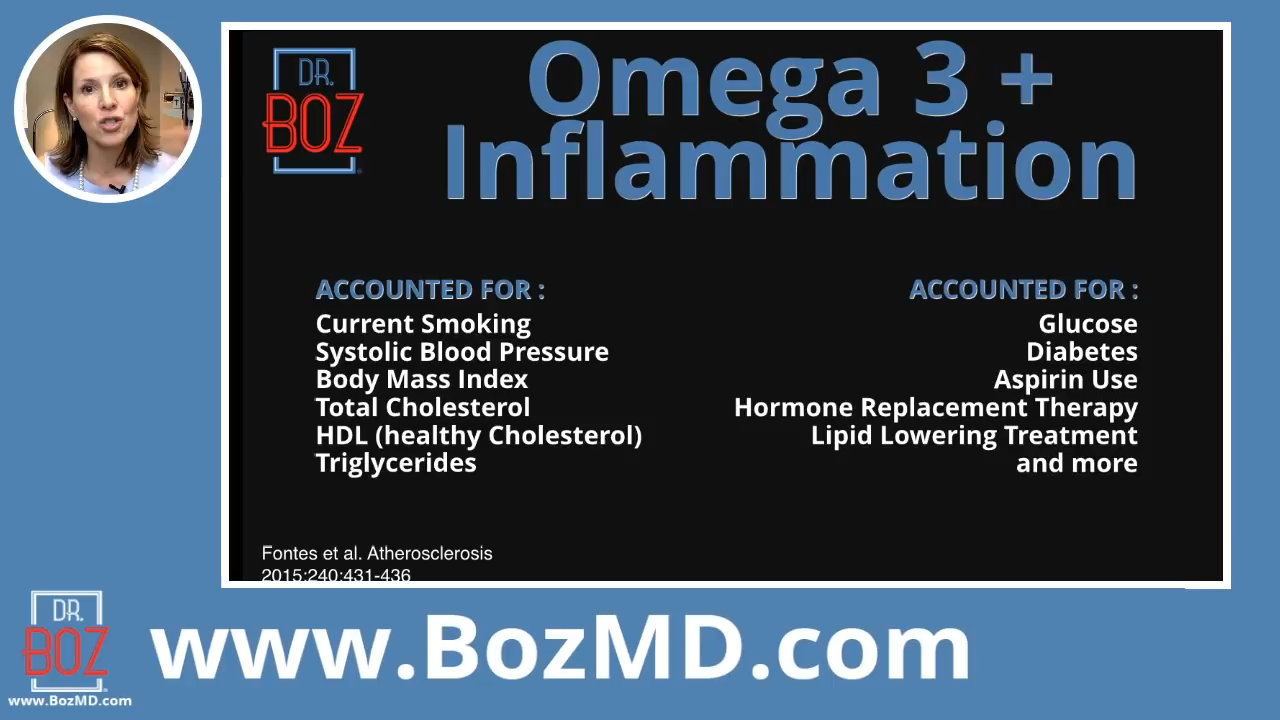 DR.
BOZ
Omega 3 +
Inflammation
ACCOUNTED FOR :
Current Smoking
Systolic Blood Pressure
Body Mass Index
Total Cholesterol
HDL (healthy Cholesterol)
Triglycerides
ACCOUNTED FOR :
Glucose
Diabetes
Aspirin Use
Hormone Replacement Therapy
Lipid Lowering Treatment
and more
Fontes et al. Atherosclerosis
2015;240:431-436
DR.
BOZ
www.BozMD.com
www.BozMD.com